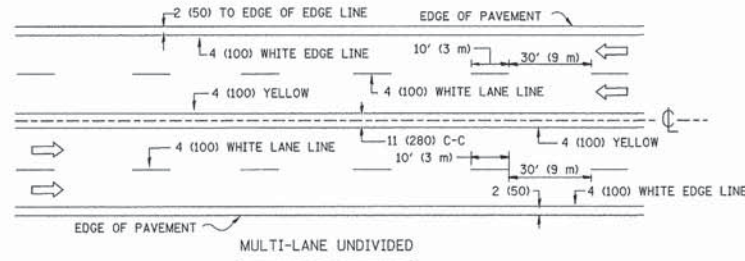 2 (50) TO EDGE OF EDGE LINE
EDGE OF PAVEMENT
4 (100) WHITE EDGE LINE
10' (3 m)
30' (9 m)
4 (100) YELLOW
4 (100) WHITE LANE LINE
℄
4 (100) WHITE LANE LINE
11 (280) C-C
4 (100) YELLOW
10' (3 m)
30' (9 m)
2 (50)
4 (100) WHITE EDGE LINE
EDGE OF PAVEMENT
MULTI-LANE UNDIVIDED